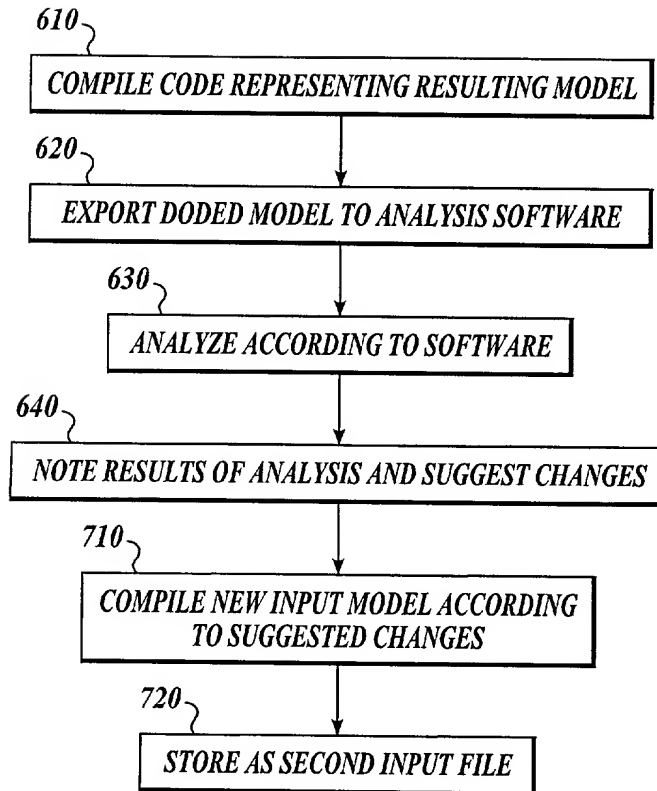 610
COMPILE CODE REPRESENTING RESULTING MODEL
620
EXPORT DODED MODEL TO ANALYSIS SOFTWARE
630
ANALYZE ACCORDING TO SOFTWARE
640
NOTE RESULTS OF ANALYSIS AND SUGGEST CHANGES
710
COMPILE NEW INPUT MODEL ACCORDING
TO SUGGESTED CHANGES
720
STORE AS SECOND INPUT FILE